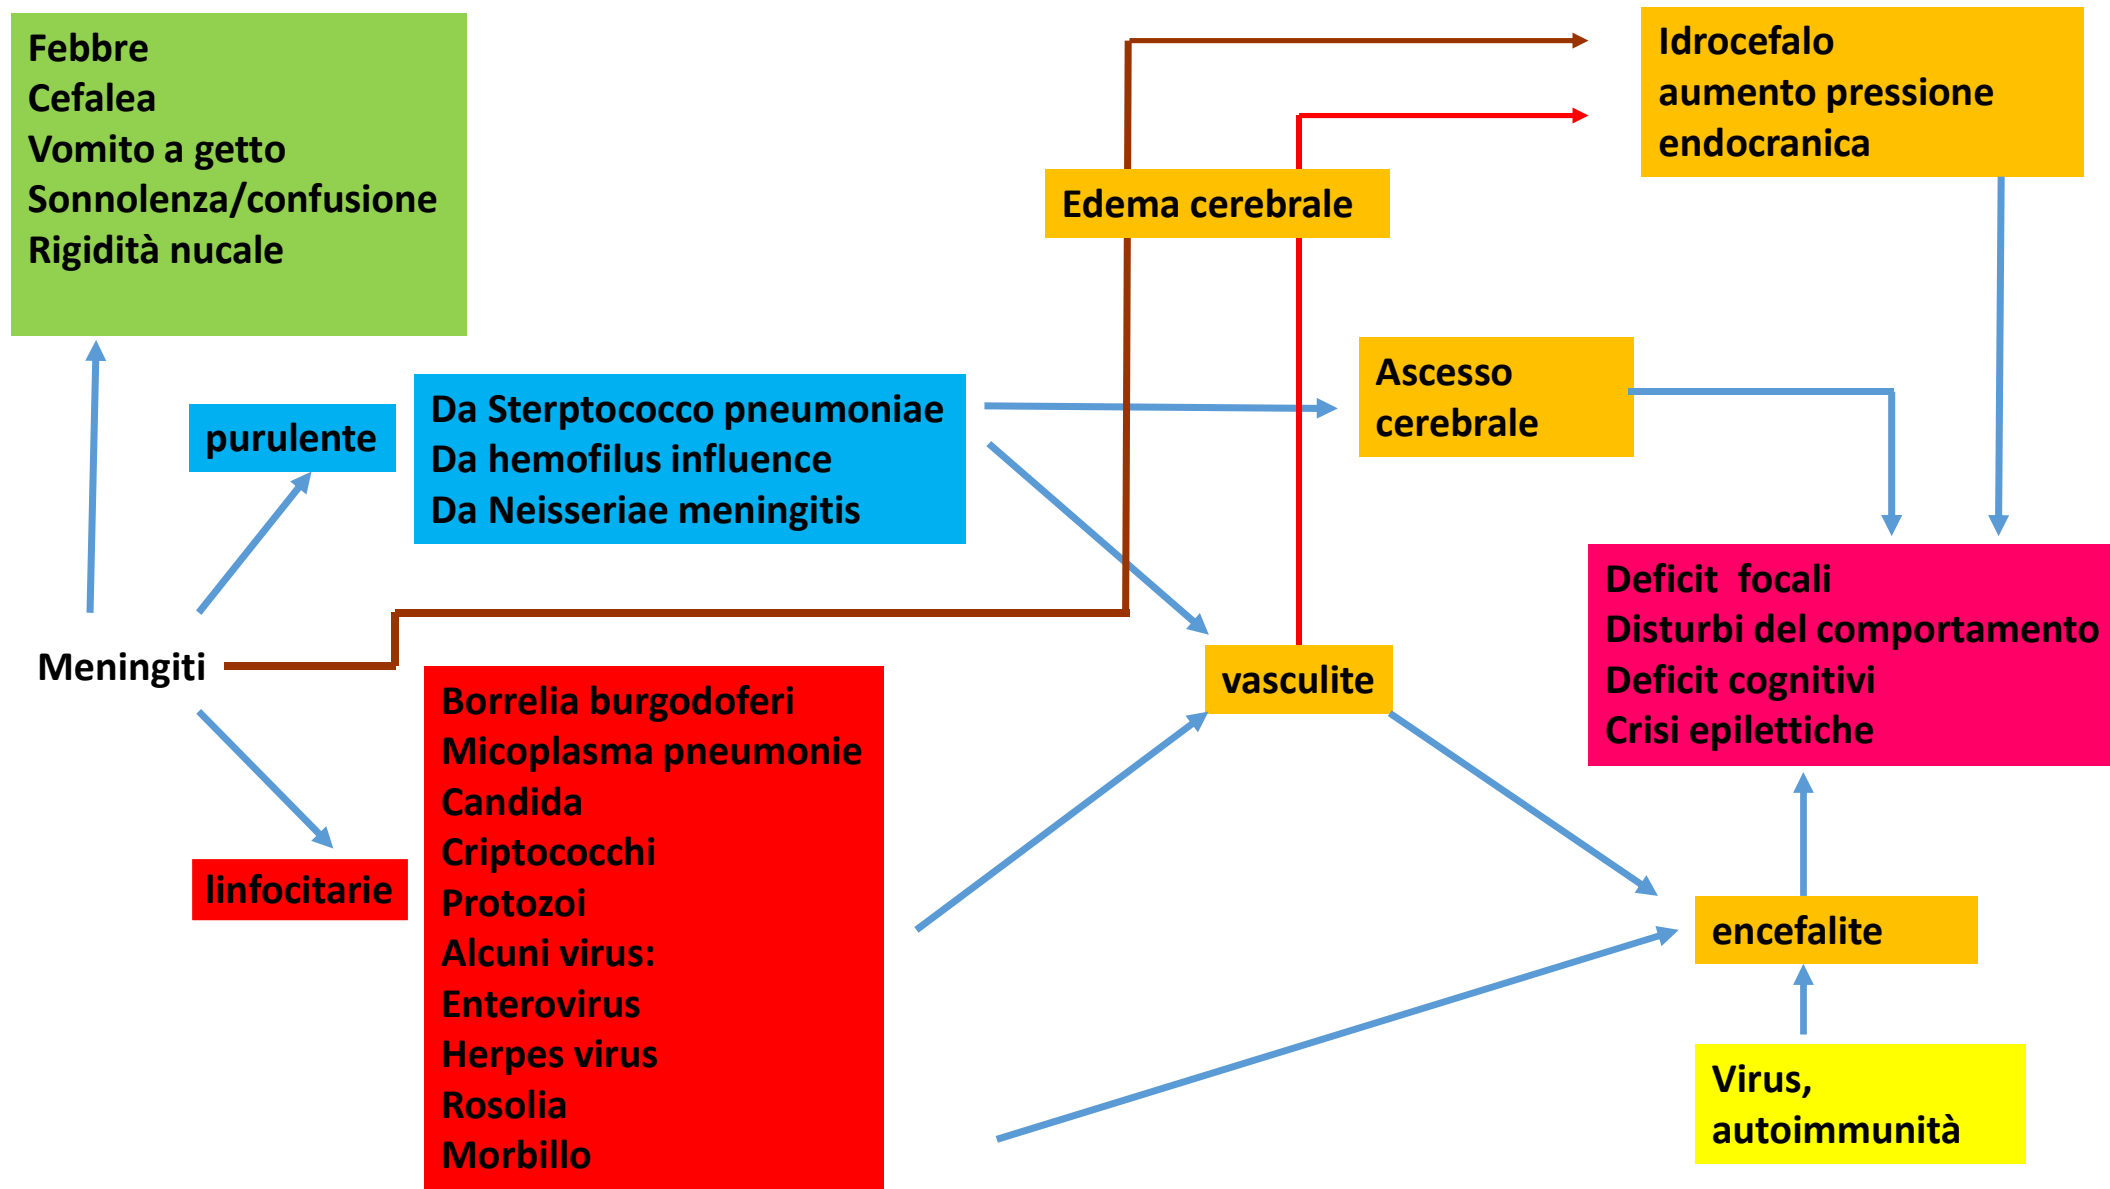 Febbre
Cefalea
Vomito a getto
Sonnolenza/confusione
Rigidità nucale
Idrocefalo
aumento pressione
endocranica
Edema cerebrale
Ascesso
cerebrale
purulente
Da Sterptococco pneumoniae
Da hemofilus influence
Da Neisseriae meningitis
Meningiti
Deficit  focali
Disturbi del comportamento
Deficit cognitivi
Crisi epilettiche
vasculite
linfocitarie
Borrelia burgodoferi
Micoplasma pneumonie
Candida
Criptococchi
Protozoi
Alcuni virus:
Enterovirus
Herpes virus
Rosolia
Morbillo
encefalite
Virus,
autoimmunità